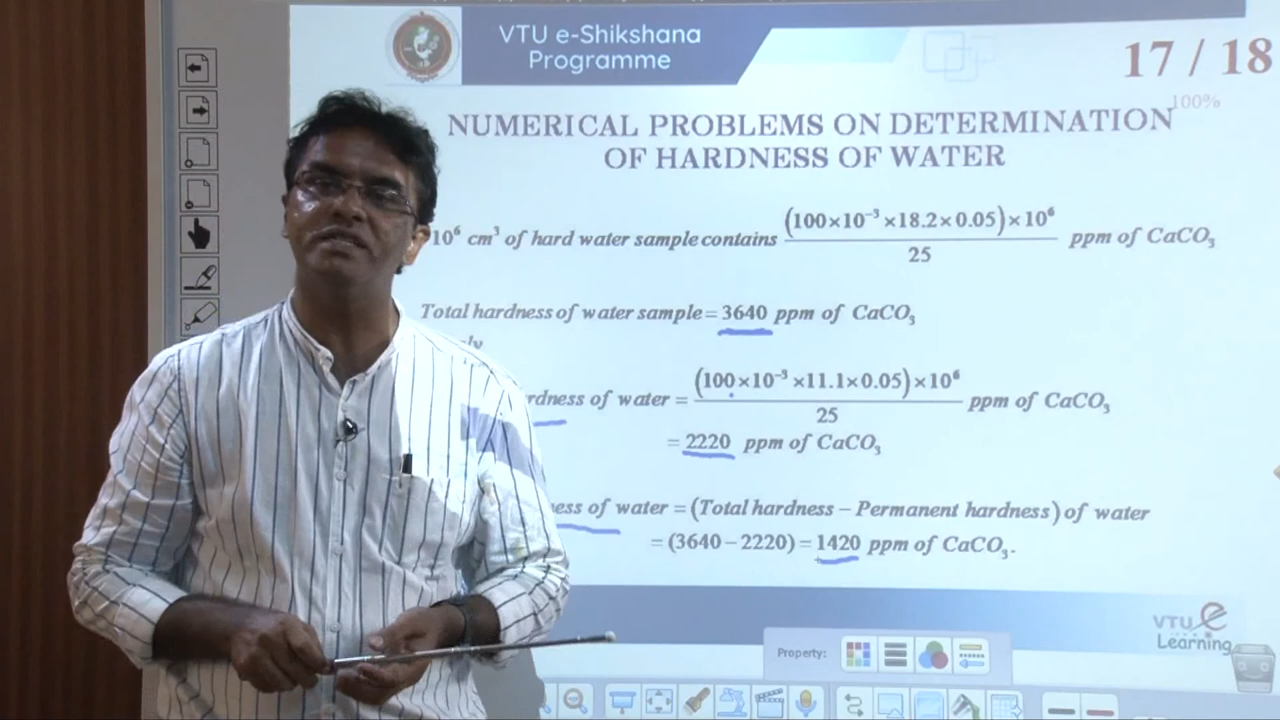 VTU e-Shikshana
Programme
17 / 18
100%
NUMERICAL PROBLEMS ON DETERMINATION
OF HARDNESS OF WATER
10⁶ cm³ of hard water sample contains (100×10⁻³×18.2×0.05)×10⁶ / 25 ppm of CaCO₃
Total hardness of water sample = 3640 ppm of CaCO₃
ly
rdness of water = (100×10⁻³×11.1×0.05)×10⁶ / 25 ppm of CaCO₃
= 2220 ppm of CaCO₃
ess of water = (Total hardness – Permanent hardness) of water
= (3640 – 2220) = 1420 ppm of CaCO₃.
VTU e
Learning
Property: